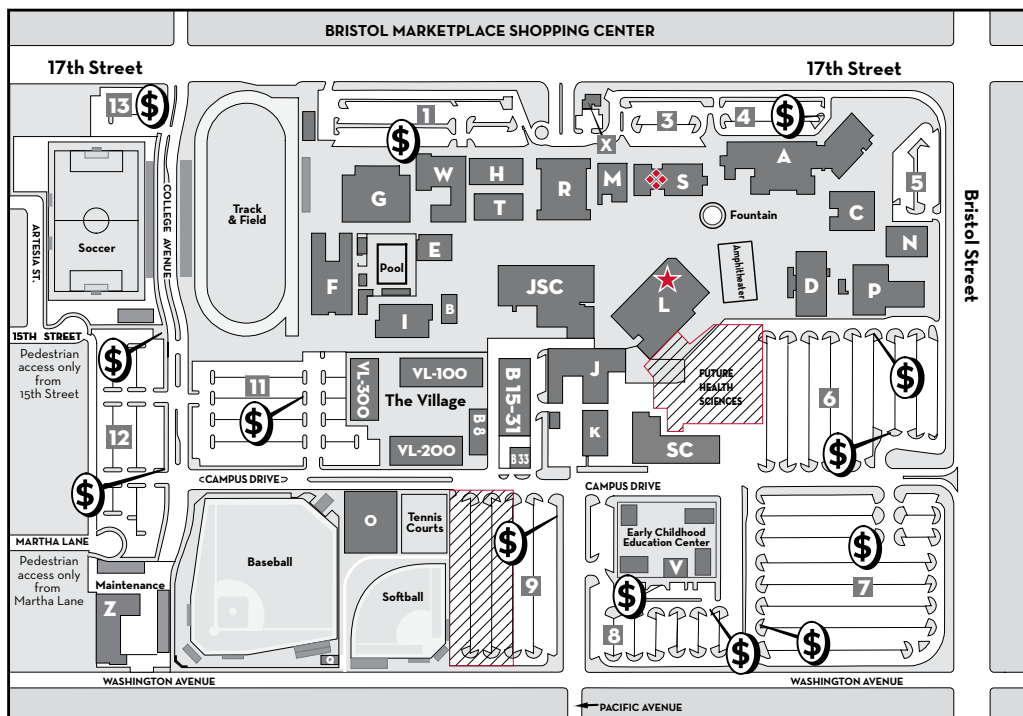 BRISTOL MARKETPLACE SHOPPING CENTER
17th Street
17th Street
13
$
1
$
X
3
4
$
5
A
W
H
G
T
R
M
S
C
N
Fountain
Bristol Street
Amphitheater
COLLEGE AVENUE
ARTESIA ST.
Soccer
Track
& Field
F
Pool
E
B
I
JSC
L
D
P
15TH STREET
Pedestrian
access only
from
15th Street
$
11
$
VL-300
VL-100
The Village
VL-200
B 8
B 15-31
B 33
J
K
SC
FUTURE
HEALTH
SCIENCES
6
$
$
12
$
<CAMPUS DRIVE>
CAMPUS DRIVE
MARTHA LANE
Pedestrian
access only
from
Martha Lane
Maintenance
Z
Baseball
O
Tennis
Courts
Softball
Q
$
9
Early Childhood
Education Center
V
$
8
$
$
$
7
WASHINGTON AVENUE
WASHINGTON AVENUE
PACIFIC AVENUE